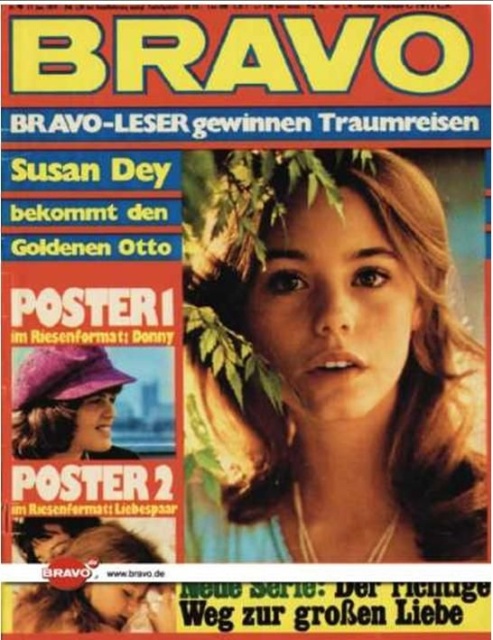 BRAVO
BRAVO-LESER gewinnen Traumreisen
Susan Dey
bekommt den
Goldenen Otto
POSTER 1
im Riesenformat: Donny
POSTER 2
im Riesenformat: Liebespaar
BRAVO www.bravo.de
Neue Serie: Der richtige
Weg zur großen Liebe